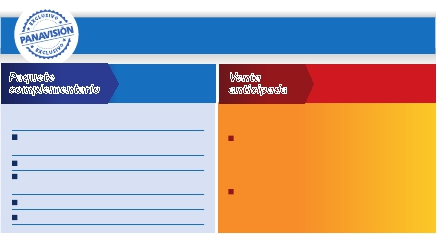 EXCLUSIVO
PANAVISIÓN
EXCLUSIVO
Paquete
complementario
Venta
anticipada